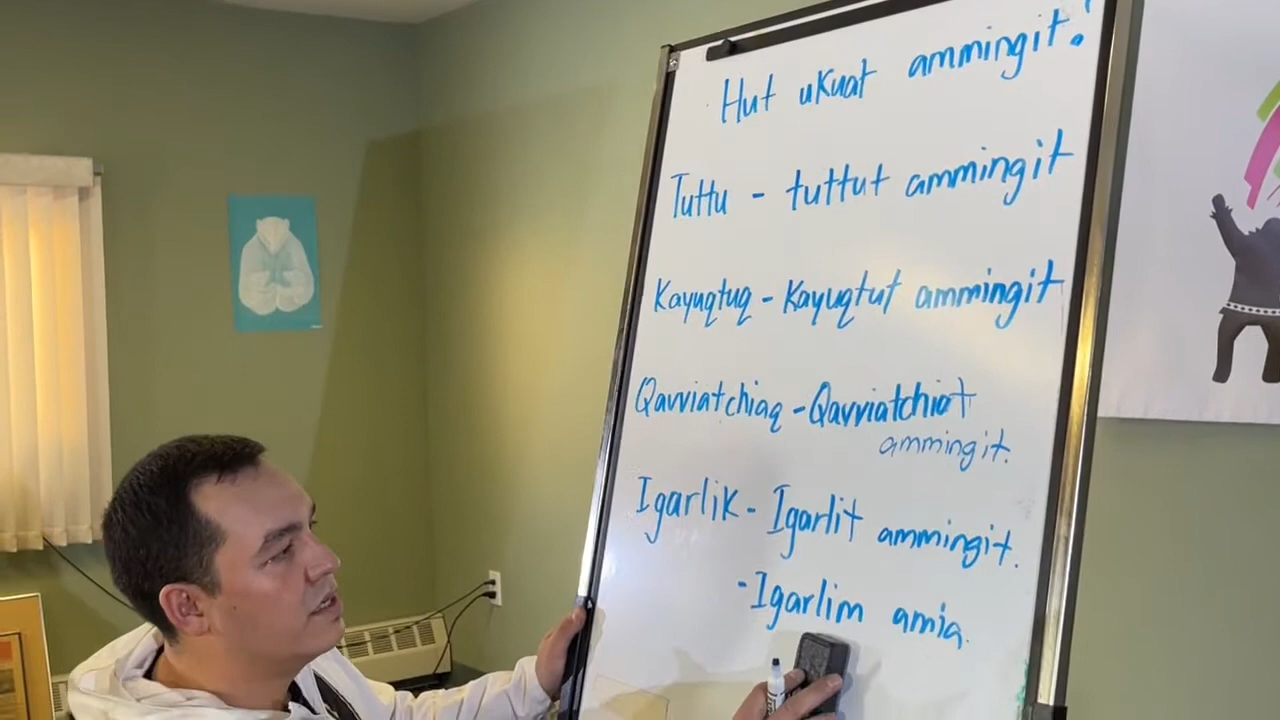 Hut ukuat ammingit?
Tuttu - tuttut ammingit
Kayuqtuq - Kayuqtut ammingit
Qavviatchiaq - Qavviatchiat
ammingit.
Igarlik - Igarlit ammingit.
- Igarlim amia.